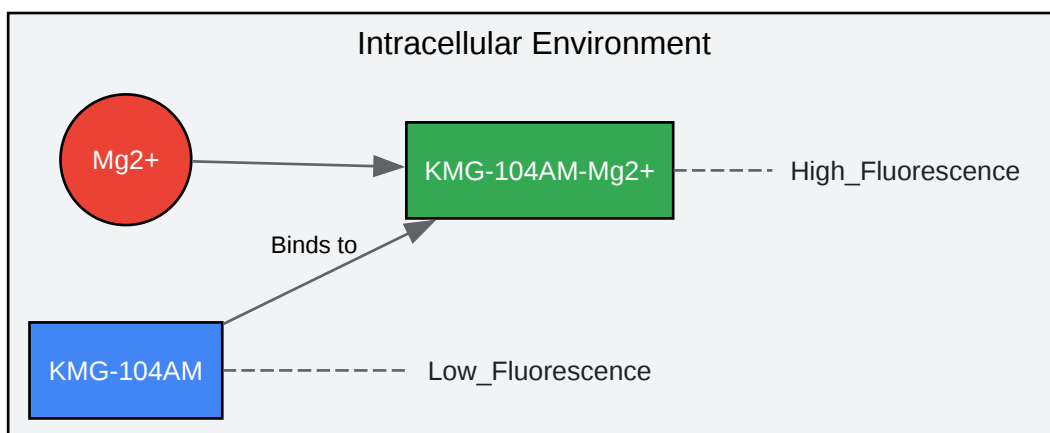 Intracellular Environment
Mg2+
KMG-104AM-Mg2+
High_Fluorescence
Binds to
KMG-104AM
Low_Fluorescence